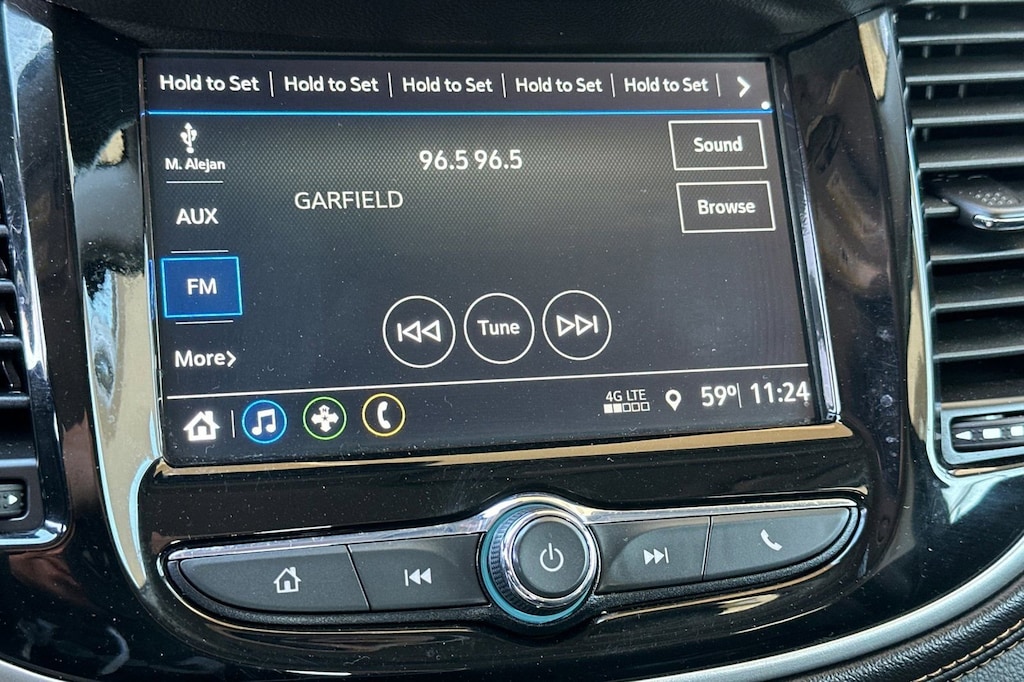 Hold to Set Hold to Set Hold to Set Hold to Set Hold to Set
M. Alejan
96.5 96.5
Sound
AUX
GARFIELD
Browse
FM
Tune
More
4G LTE
59° 11:24